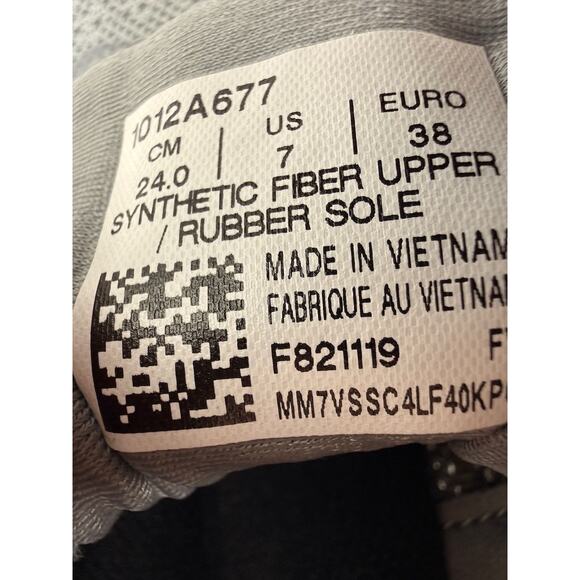 1012A677
CM | US | EURO
24.0 | 7 | 38
SYNTHETIC FIBER UPPER
/ RUBBER SOLE
MADE IN VIETNAM
FABRIQUE AU
F821119
MM7VSSC4LF40KP